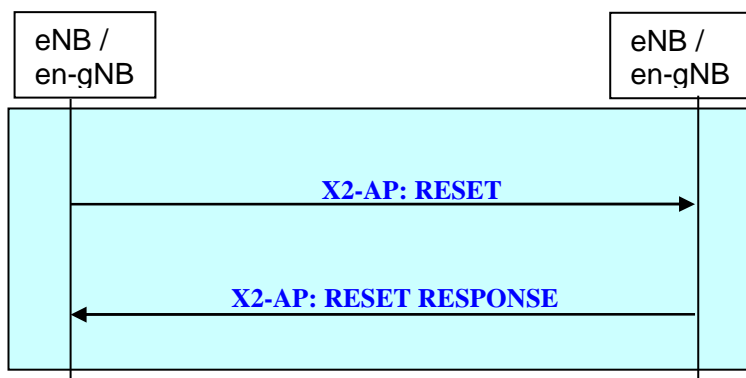 eNB /
en-gNB
eNB /
en-gNB
X2-AP: RESET
X2-AP: RESET RESPONSE